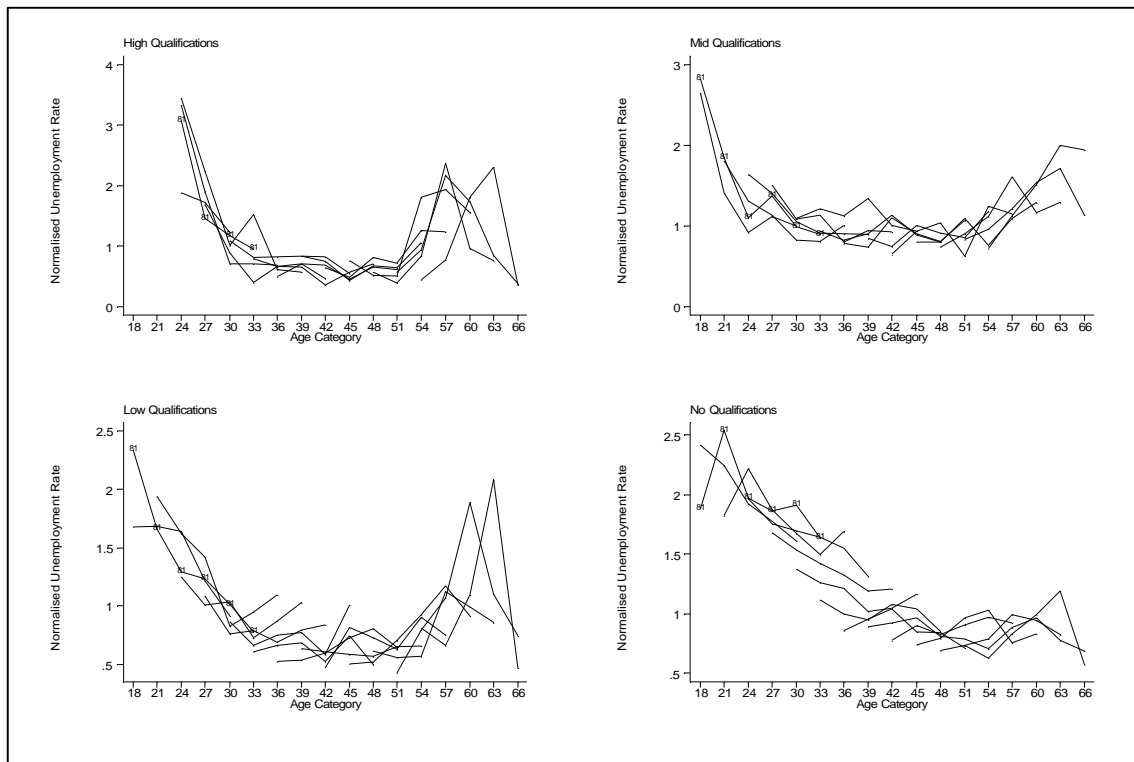 High Qualifications
Normalised Unemployment Rate
4
3
2
1
0
81
81
81
81
18 21 24 27 30 33 36 39 42 45 48 51 54 57 60 63 66
Age Category
Mid Qualifications
Normalised Unemployment Rate
3
2
1
0
81
81
81
81
81
81
18 21 24 27 30 33 36 39 42 45 48 51 54 57 60 63 66
Age Category
Low Qualifications
Normalised Unemployment Rate
2.5
2
1.5
1
.5
81
81
81
81
81
81
18 21 24 27 30 33 36 39 42 45 48 51 54 57 60 63 66
Age Category
No Qualifications
Normalised Unemployment Rate
2.5
2
1.5
1
.5
81
81
81
81
81
81
18 21 24 27 30 33 36 39 42 45 48 51 54 57 60 63 66
Age Category